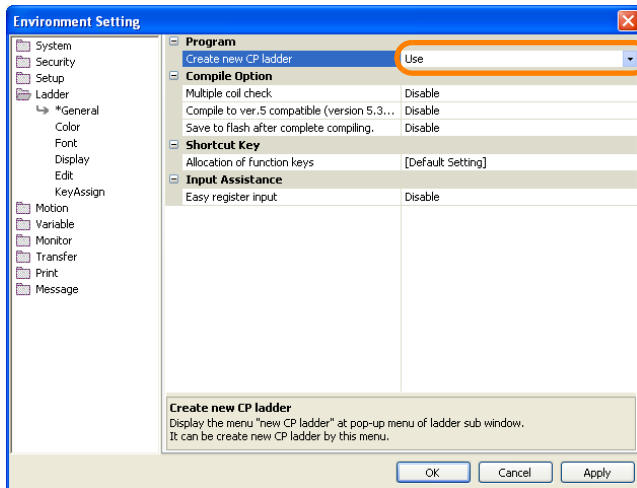 Environment Setting
System
Security
Setup
Ladder
*General
Color
Font
Display
Edit
KeyAssign
Motion
Variable
Monitor
Transfer
Print
Message
Program
Create new CP ladder Use
Compile Option
Multiple coil check Disable
Compile to ver.5 compatible (version 5.3... Disable
Save to flash after complete compiling. Disable
Shortcut Key
Allocation of function keys [Default Setting]
Input Assistance
Easy register input Disable
Create new CP ladder
Display the menu "new CP ladder" at pop-up menu of ladder sub window.
It can be create new CP ladder by this menu.
OK Cancel Apply